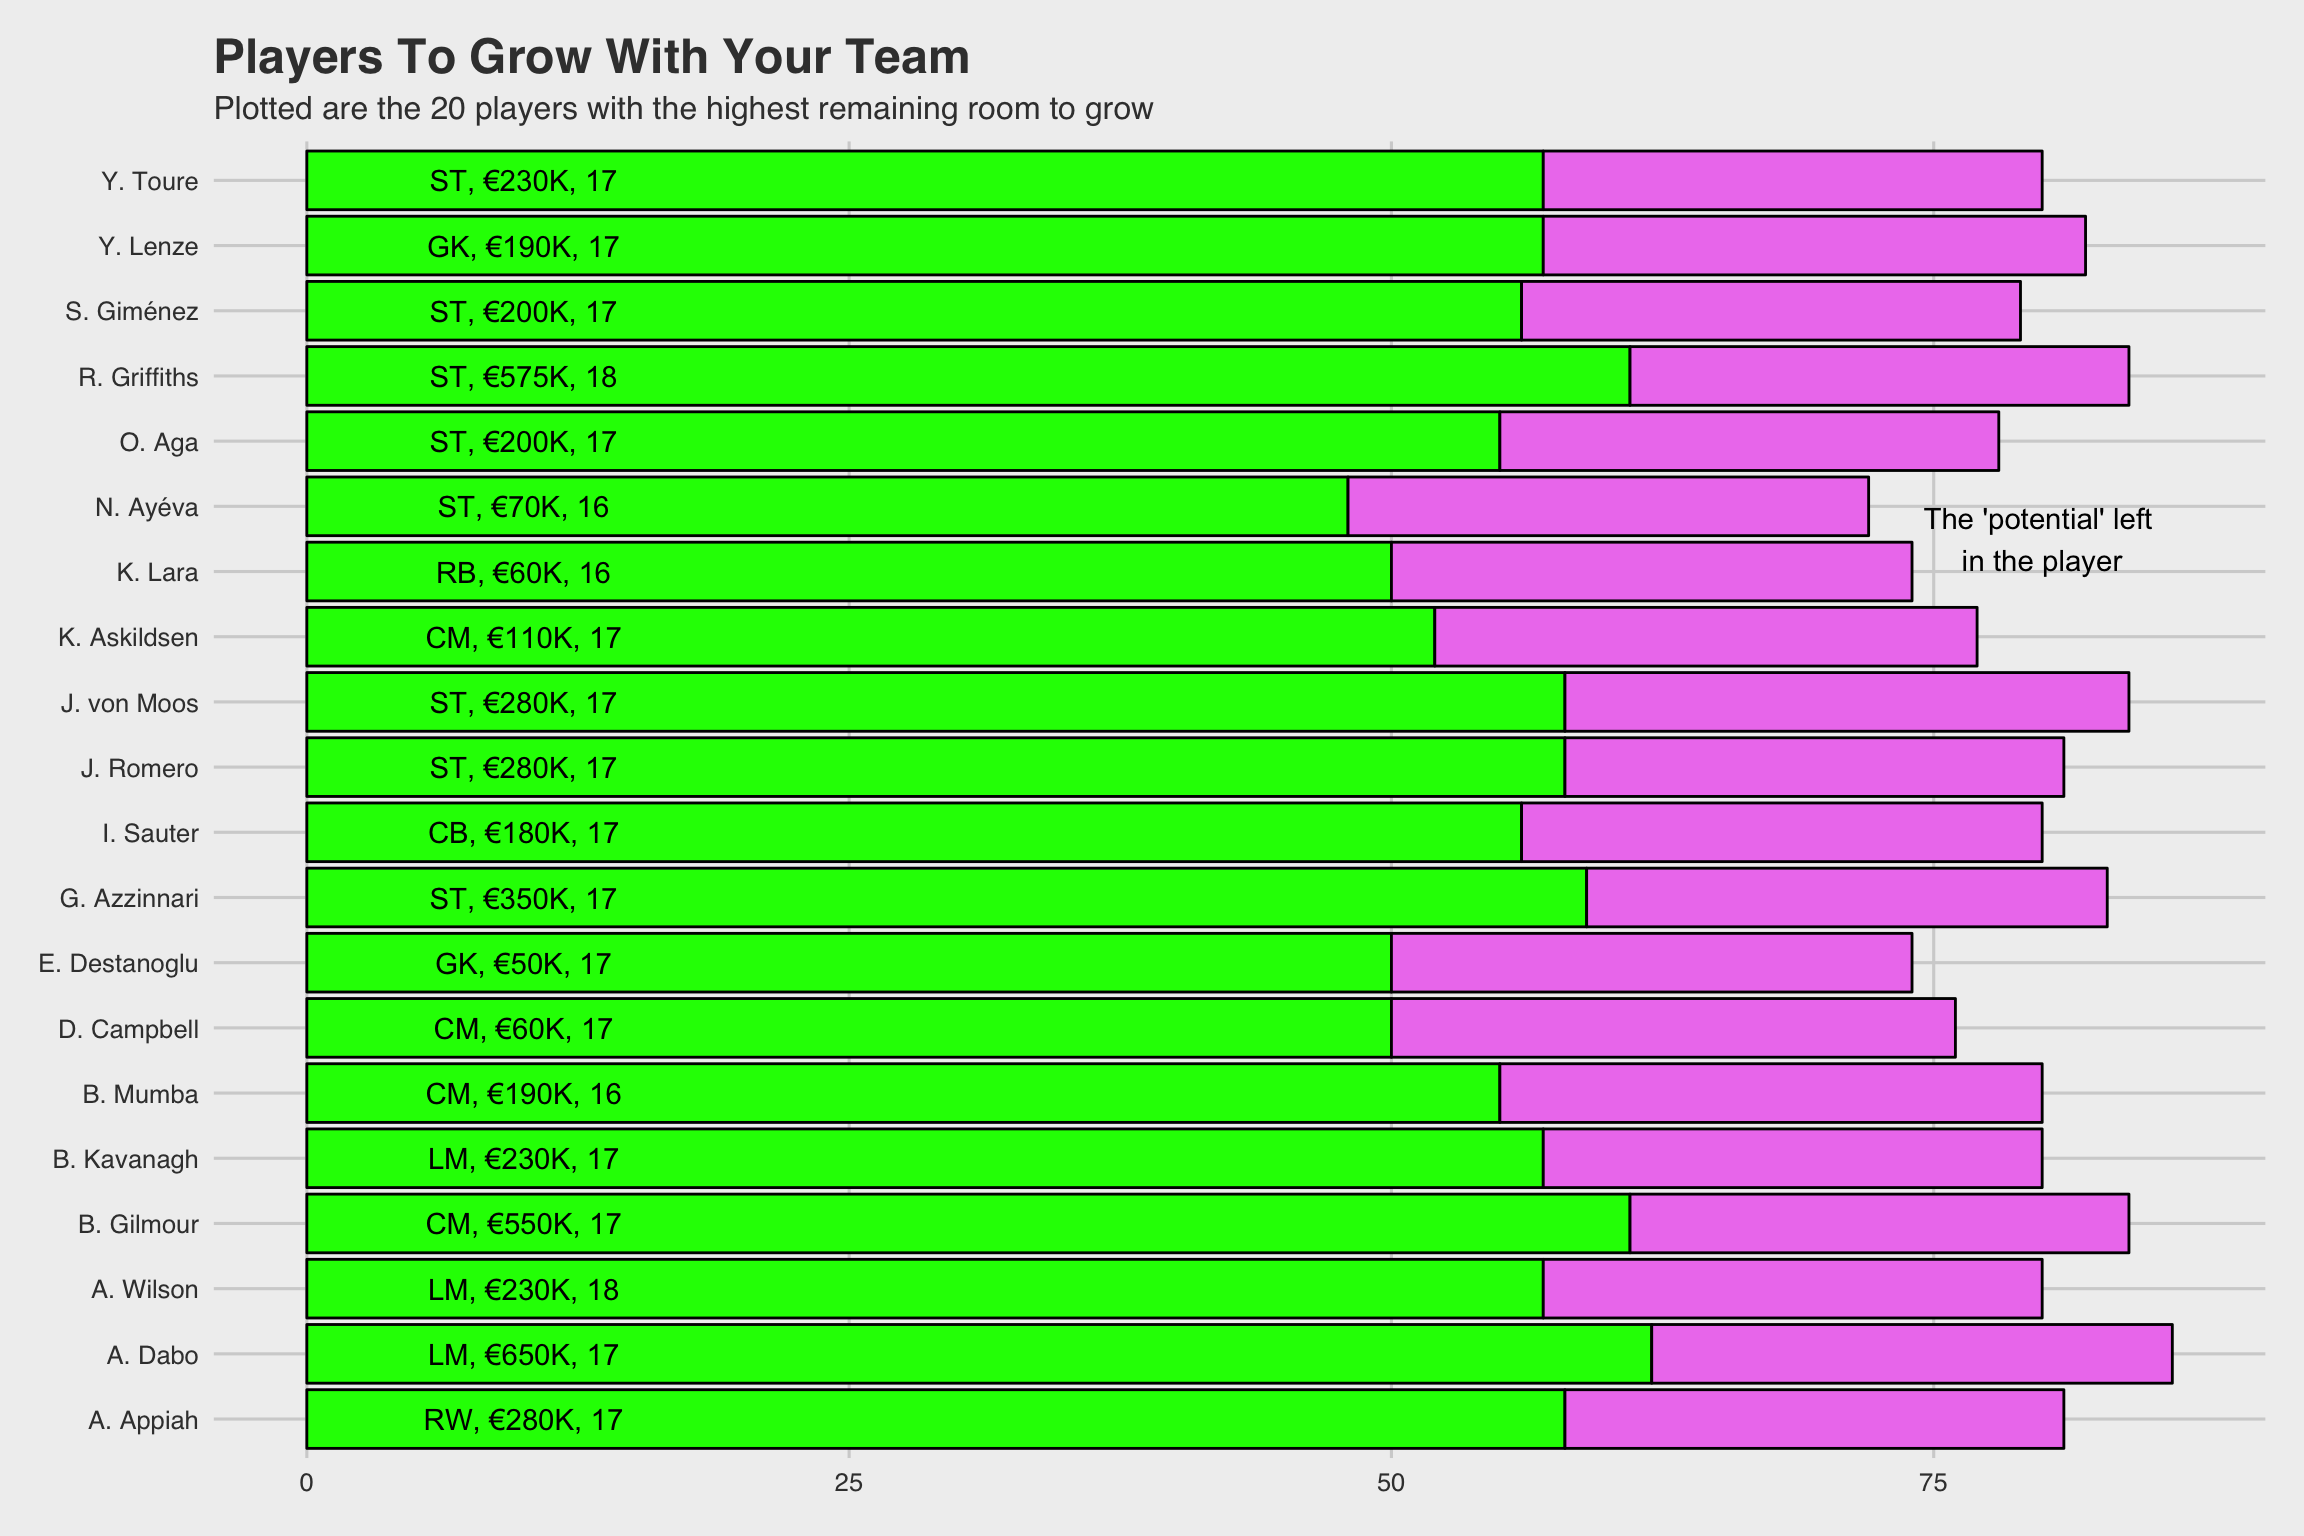 Players To Grow With Your Team
Plotted are the 20 players with the highest remaining room to grow
Y. Toure ST, €230K, 17
Y. Lenze GK, €190K, 17
S. Giménez ST, €200K, 17
R. Griffiths ST, €575K, 18
O. Aga ST, €200K, 17
N. Ayéva ST, €70K, 16
The 'potential' left
in the player
K. Lara RB, €60K, 16
K. Askildsen CM, €110K, 17
J. von Moos ST, €280K, 17
J. Romero ST, €280K, 17
I. Sauter CB, €180K, 17
G. Azzinnari ST, €350K, 17
E. Destanoglu GK, €50K, 17
D. Campbell CM, €60K, 17
B. Mumba CM, €190K, 16
B. Kavanagh LM, €230K, 17
B. Gilmour CM, €550K, 17
A. Wilson LM, €230K, 18
A. Dabo LM, €650K, 17
A. Appiah RW, €280K, 17
0 25 50 75